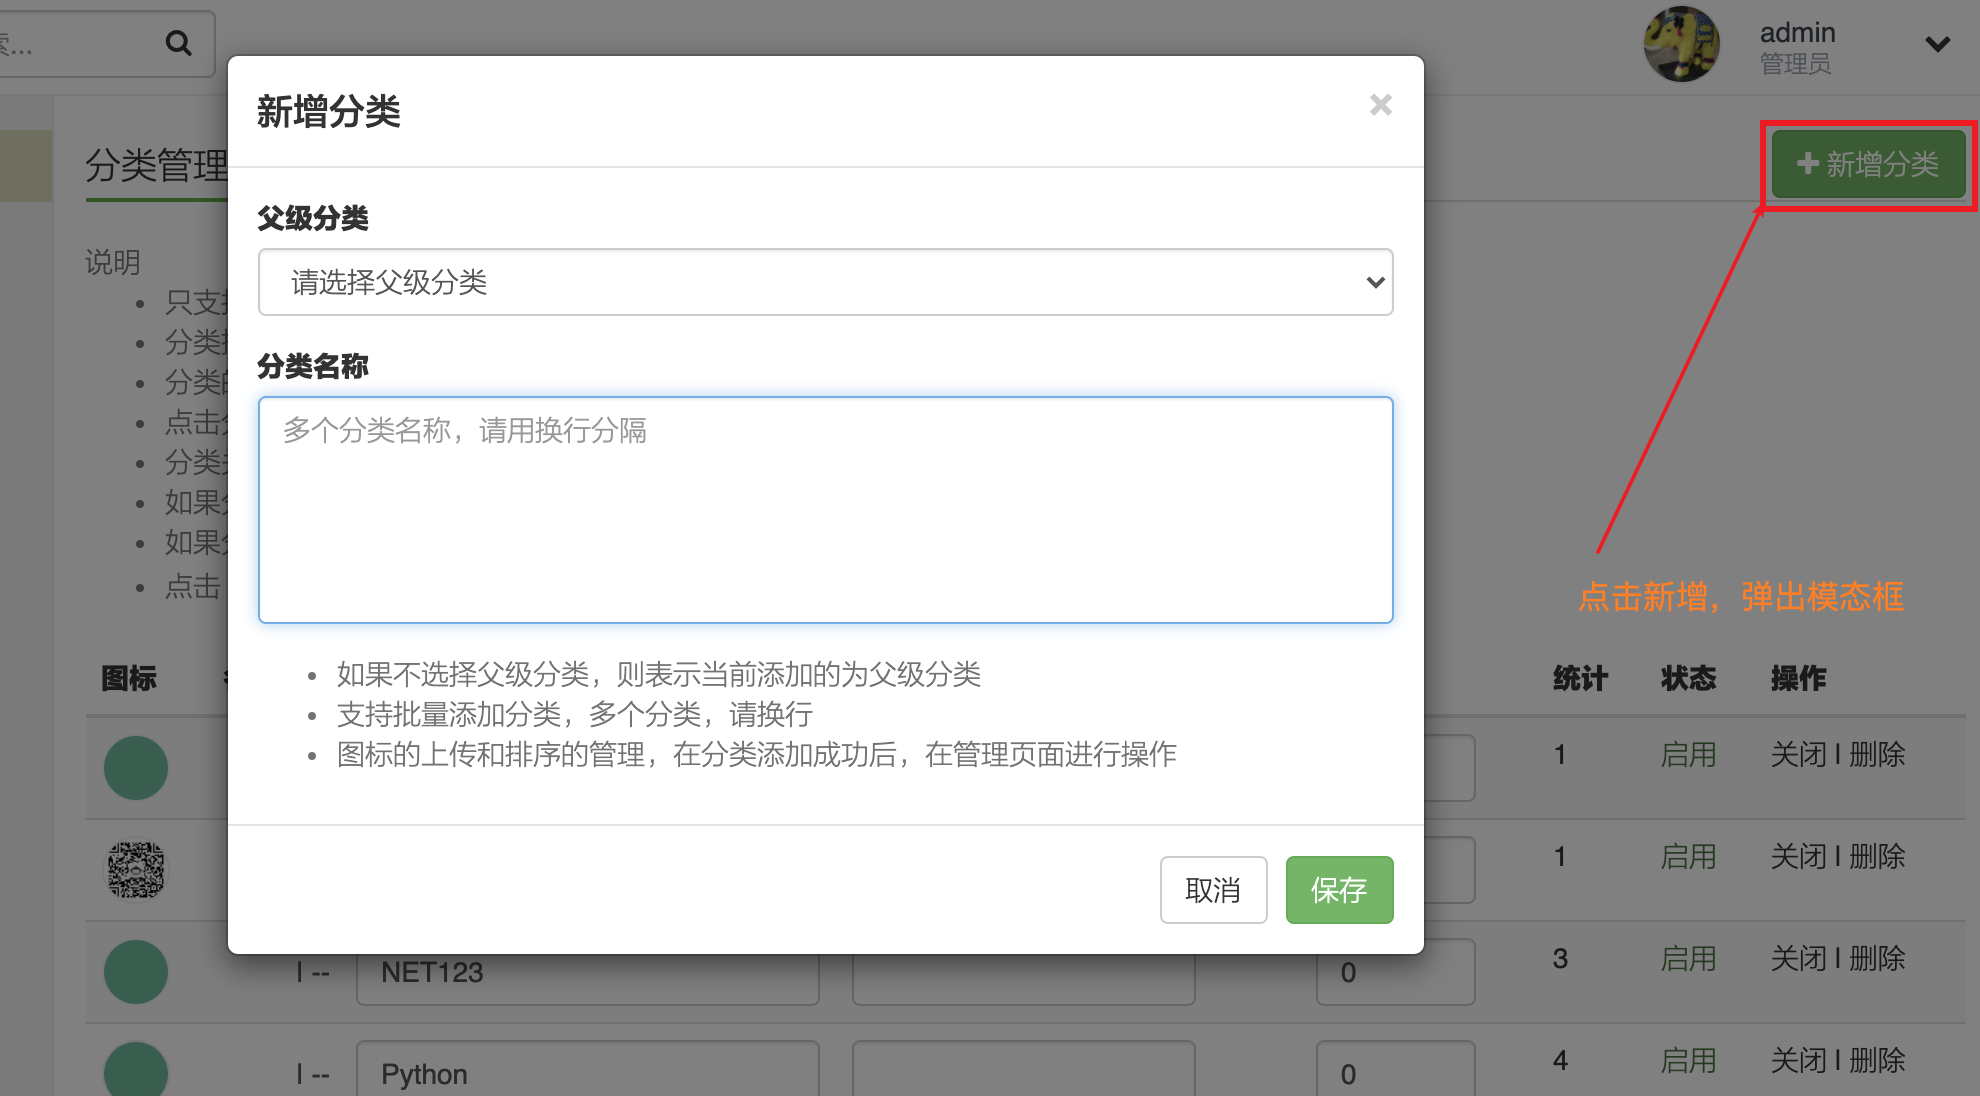 索...
admin
管理员
新增分类
×
分类管理
+ 新增分类
父级分类
请选择父级分类
说明
只支持
分类
分类的
点击分
分类
如果分
如果分
点击
分类名称
多个分类名称，请用换行分隔
点击新增，弹出模态框
如果不选择父级分类，则表示当前添加的为父级分类
支持批量添加分类，多个分类，请换行
图标的上传和排序的管理，在分类添加成功后，在管理页面进行操作
图标 统计 状态 操作
1 启用 关闭 | 删除
1 启用 关闭 | 删除
取消 保存
| -- NET123 0 3 启用 关闭 | 删除
| -- Python 0 4 启用 关闭 | 删除